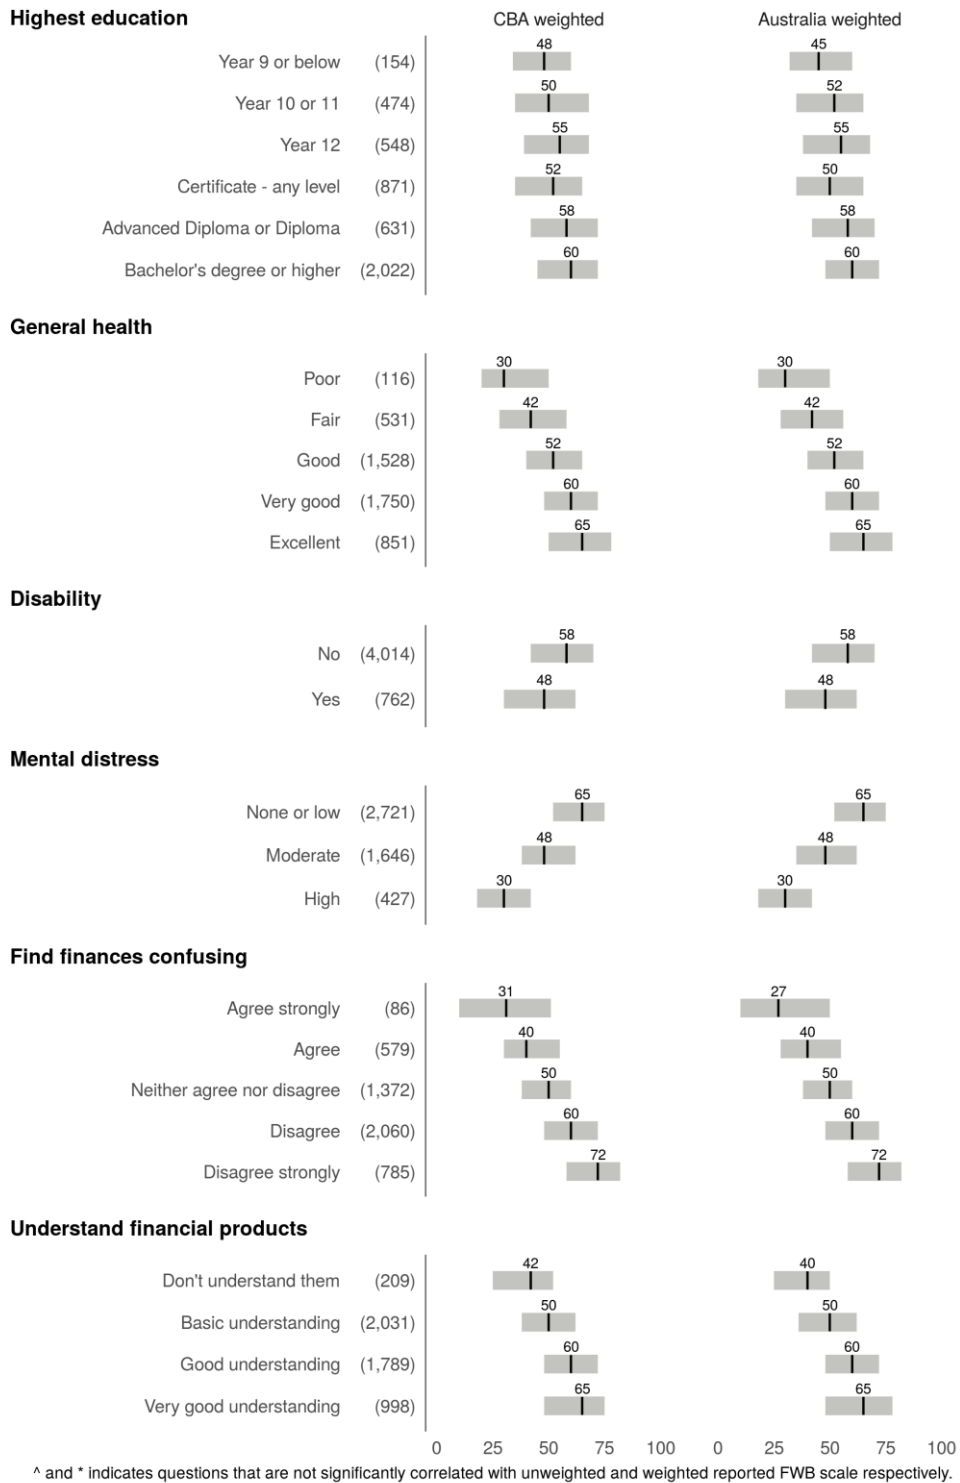 Highest education CBA weighted Australia weighted
48 45
Year 9 or below (154)
50 52
Year 10 or 11 (474)
55 55
Year 12 (548)
52 50
Certificate - any level (871)
58 58
Advanced Diploma or Diploma (631)
60 60
Bachelor's degree or higher (2,022)
General health
30 30
Poor (116)
42 42
Fair (531)
52 52
Good (1,528)
60 60
Very good (1,750)
65 65
Excellent (851)
Disability
58 58
No (4,014)
48 48
Yes (762)
Mental distress
65 65
None or low (2,721)
48 48
Moderate (1,646)
30 30
High (427)
Find finances confusing
31 27
Agree strongly (86)
40 40
Agree (579)
50 50
Neither agree nor disagree (1,372)
60 60
Disagree (2,060)
72 72
Disagree strongly (785)
Understand financial products
42 40
Don't understand them (209)
50 50
Basic understanding (2,031)
60 60
Good understanding (1,789)
65 65
Very good understanding (998)
0 25 50 75 100 0 25 50 75 100
^ and * indicates questions that are not significantly correlated with unweighted and weighted reported FWB scale respectively.